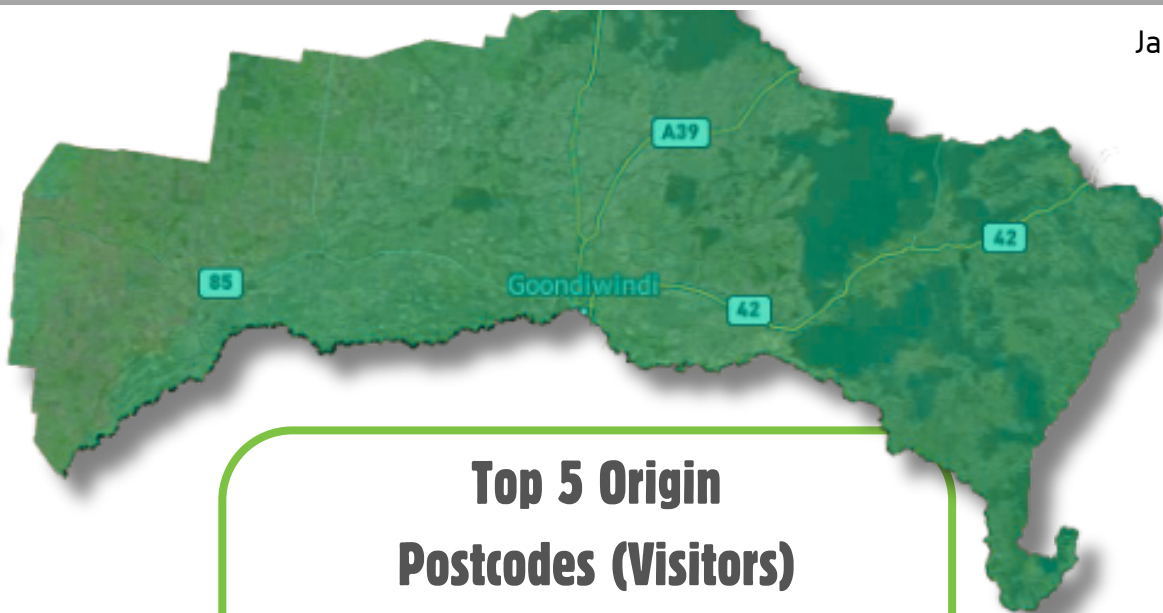 Ja
A39
42
85
Goondiwindi
42
Top 5 Origin
Postcodes (Visitors)